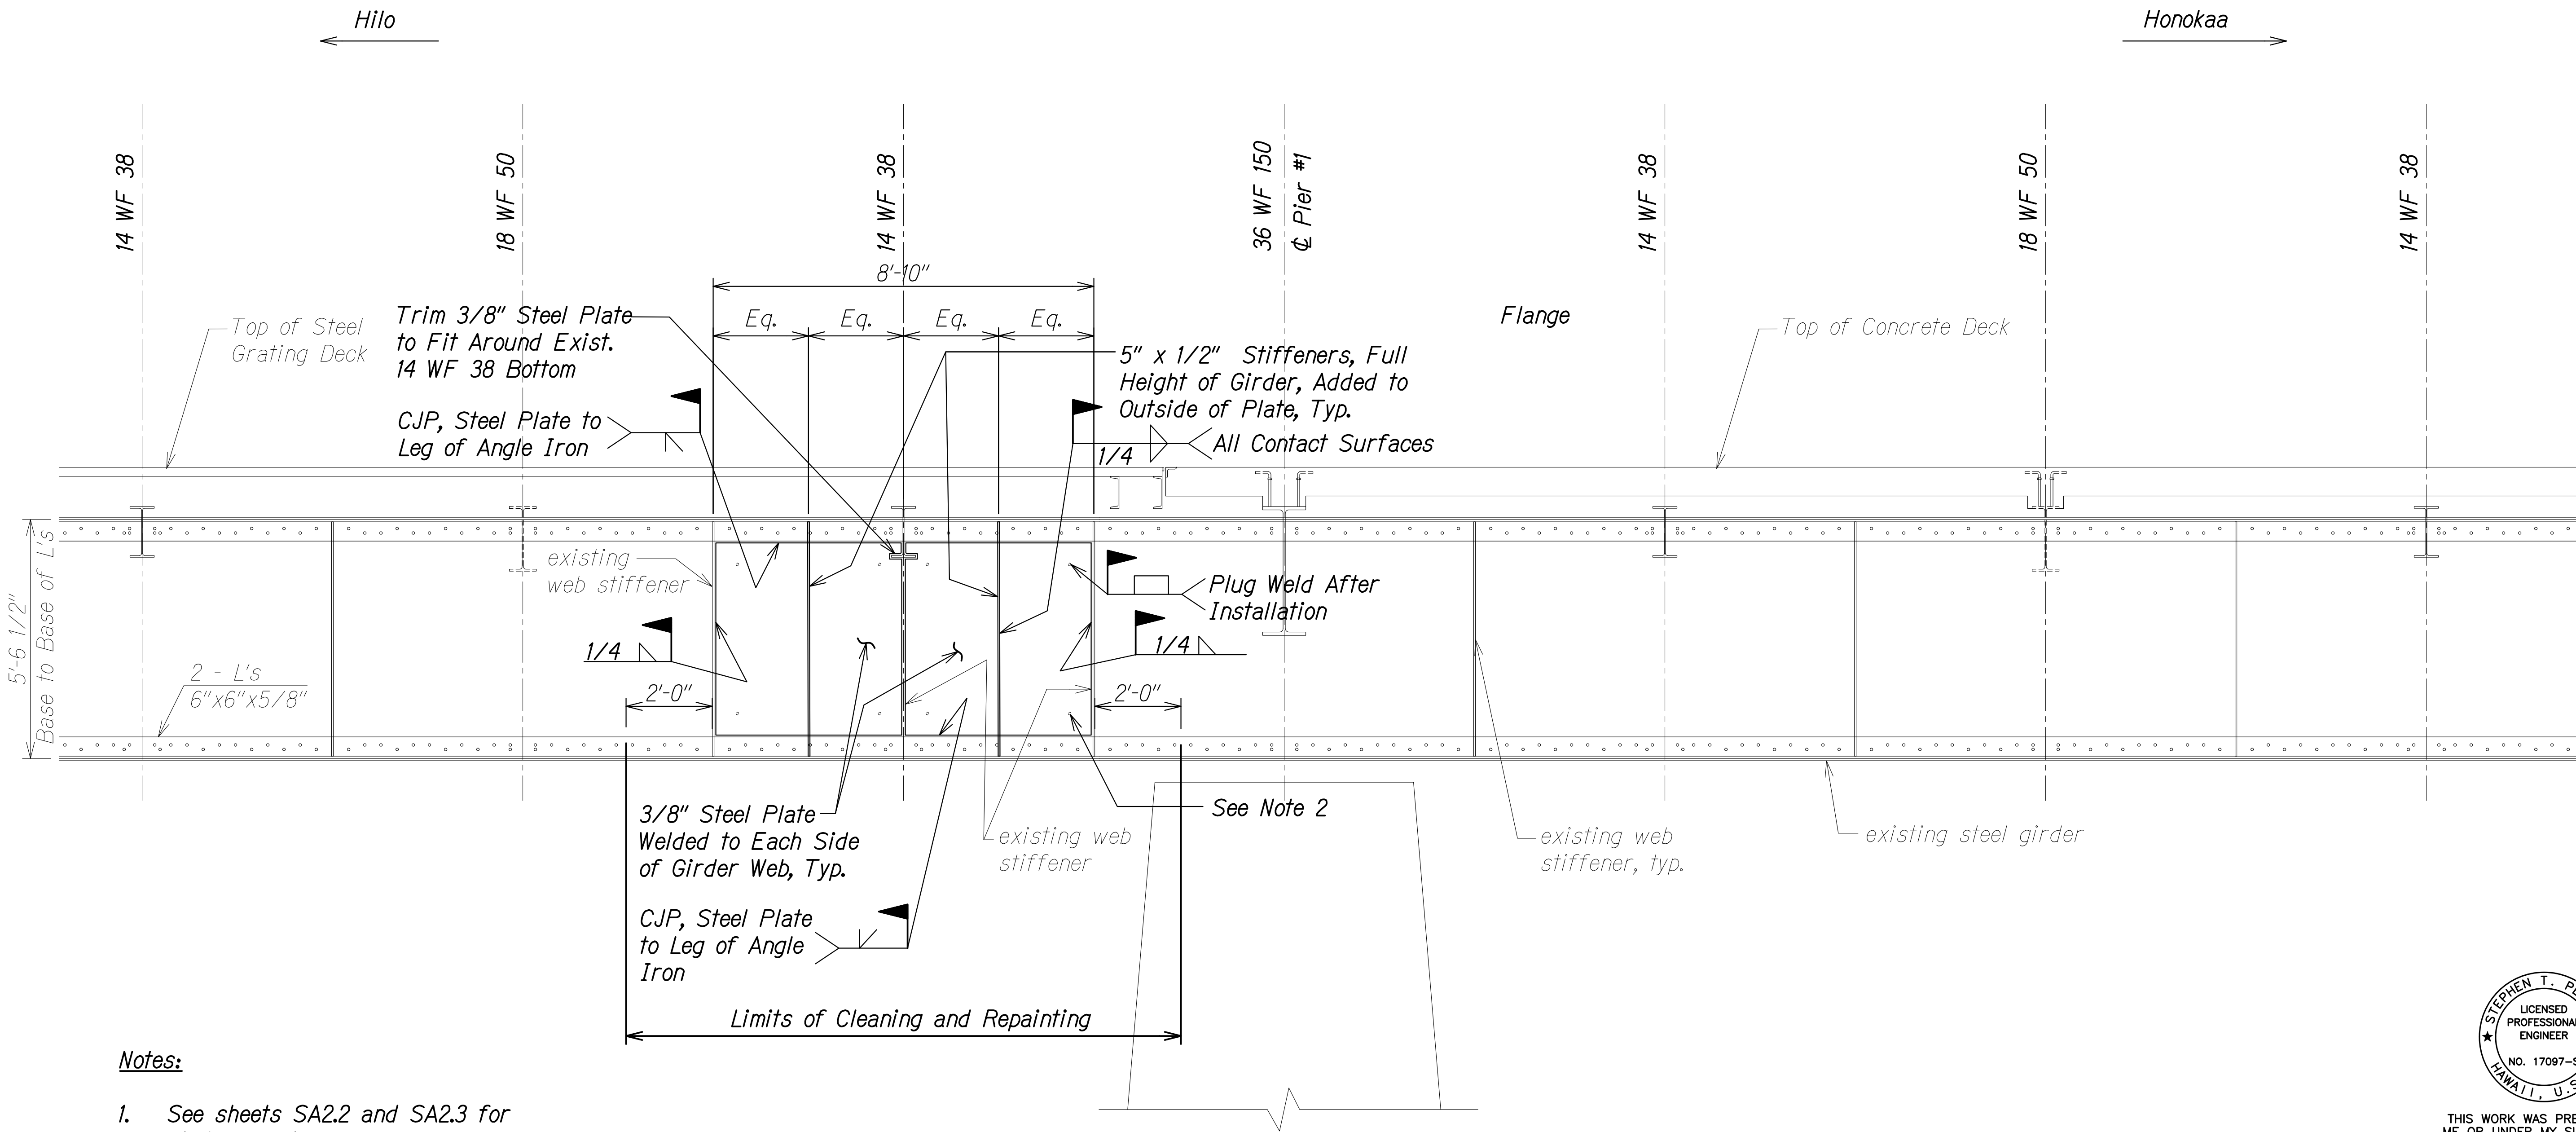 Hilo
Honokaa
14 WF 38
18 WF 50
14 WF 38
36 WF 150
℄ Pier #1
14 WF 38
18 WF 50
14 WF 38
8'-10"
Eq.
Eq.
Eq.
Eq.
Flange
Top of Steel
Grating Deck
Trim 3/8" Steel Plate
to Fit Around Exist.
14 WF 38 Bottom
CJP, Steel Plate to
Leg of Angle Iron
5" x 1/2" Stiffeners, Full
Height of Girder, Added to
Outside of Plate, Typ.
1/4
All Contact Surfaces
Top of Concrete Deck
existing
web stiffener
Plug Weld After
Installation
1/4
1/4
5'-6 1/2"
Base to Base of L's
2 - L's
6"x6"x5/8"
2'-0"
2'-0"
3/8" Steel Plate
Welded to Each Side
of Girder Web, Typ.
existing web
stiffener
See Note 2
existing web
stiffener, typ.
existing steel girder
CJP, Steel Plate
to Leg of Angle
Iron
Limits of Cleaning and Repainting
Notes:
1. See sheets SA2.2 and SA2.3 for
STEPHEN T.
LICENSED
PROFESSIONAL
ENGINEER
NO. 17097-S
HAWAII, U.S
THIS WORK WAS